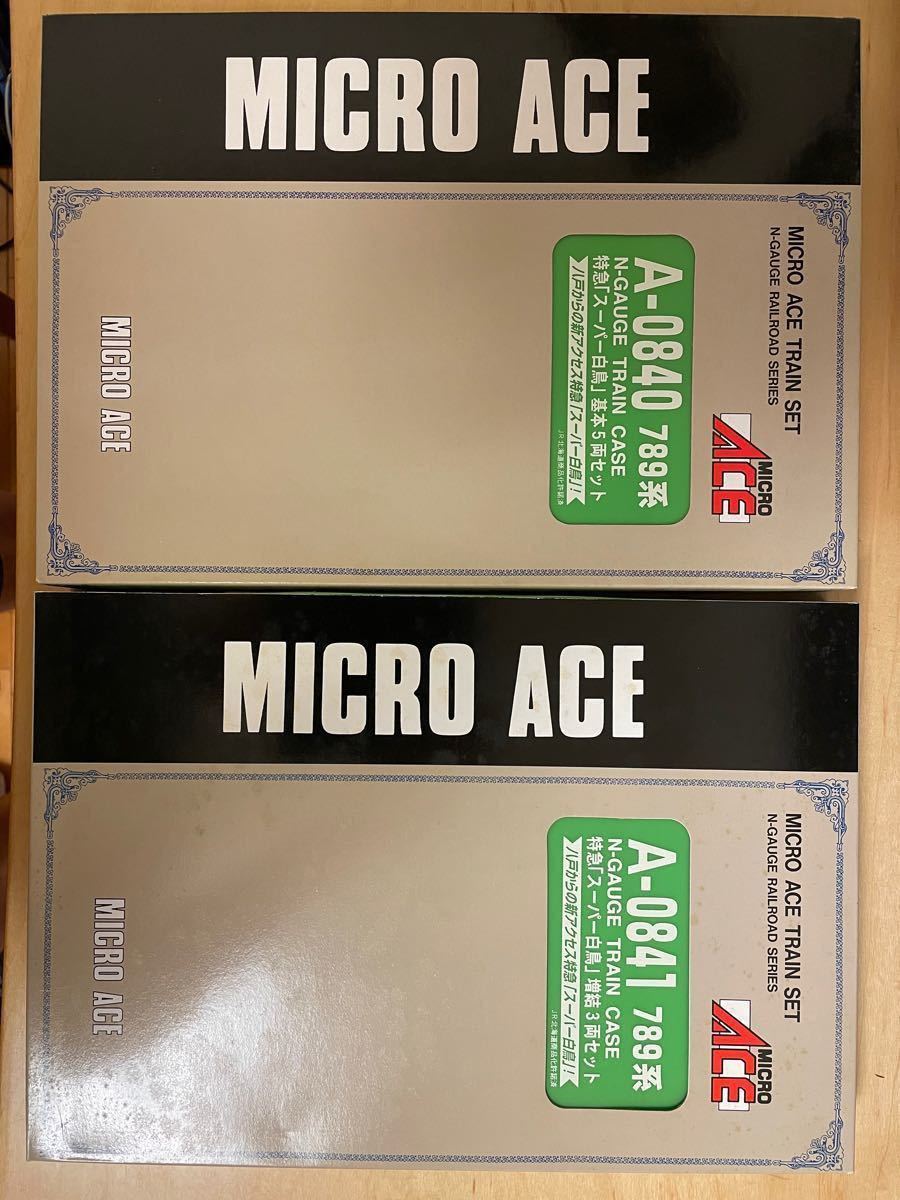 MICRO ACE
MICRO ACE TRAIN SET
N-GAUGE RAILROAD SERIES
MICRO
ACE
A-0840 789系
N-GAUGE TRAIN CASE
特急「スーパー白鳥」基本5両セット
八戸からの新アクセス特急「スーパー白鳥」!!
JR北海道商品化許諾済
MICRO ACE
MICRO ACE
MICRO ACE TRAIN SET
N-GAUGE RAILROAD SERIES
MICRO
ACE
A-0841 789系
N-GAUGE TRAIN CASE
特急「スーパー白鳥」増結3両セット
八戸からの新アクセス特急「スーパー白鳥」!!
JR北海道商品化許諾済
MICRO ACE